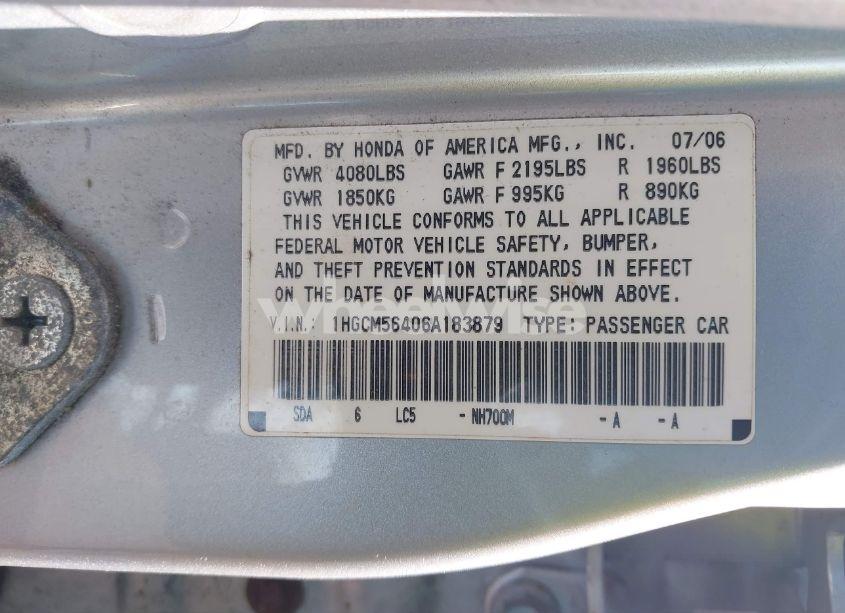 MFD. BY HONDA OF AMERICA MFG., INC. 07/06
GVWR 4080LBS GAWR F 2195LBS R 1960LBS
GVWR 1850KG GAWR F 995KG R 890KG
THIS VEHICLE CONFORMS TO ALL APPLICABLE
FEDERAL MOTOR VEHICLE SAFETY, BUMPER,
AND THEFT PREVENTION STANDARDS IN EFFECT
ON THE DATE OF MANUFACTURE SHOWN ABOVE.
wheelwise
V.I.N.: 1HGCM56406A183879 TYPE: PASSENGER CAR
SDA 6 LC5 - NH700M - A - A